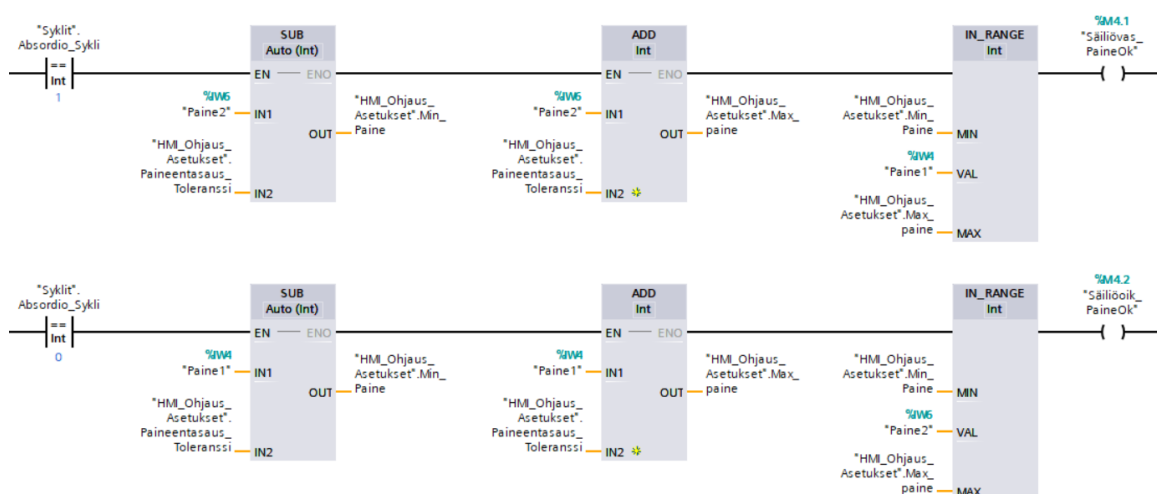 "Syklit".
Absordio_Sykli
==
Int
1
SUB
Auto (Int)
EN
ENO
%IW6
"Paine2"
IN1
"HMI_Ohjaus_
Asetukset".
Paineentasaus_
Toleranssi
IN2
OUT
"HMI_Ohjaus_
Asetukset".Min_
Paine
ADD
Int
EN
ENO
%IW6
"Paine2"
IN1
"HMI_Ohjaus_
Asetukset".
Paineentasaus_
Toleranssi
IN2
OUT
"HMI_Ohjaus_
Asetukset".Max_
paine
IN_RANGE
Int
"HMI_Ohjaus_
Asetukset".Min_
Paine
MIN
%IW4
"Paine1"
VAL
"HMI_Ohjaus_
Asetukset".Max_
paine
MAX
%M4.1
"Säiliövas_
PaineOk"
"Syklit".
Absordio_Sykli
==
Int
0
SUB
Auto (Int)
EN
ENO
%IW4
"Paine1"
IN1
"HMI_Ohjaus_
Asetukset".
Paineentasaus_
Toleranssi
IN2
OUT
"HMI_Ohjaus_
Asetukset".Min_
Paine
ADD
Int
EN
ENO
%IW4
"Paine1"
IN1
"HMI_Ohjaus_
Asetukset".
Paineentasaus_
Toleranssi
IN2
OUT
"HMI_Ohjaus_
Asetukset".Max_
paine
IN_RANGE
Int
"HMI_Ohjaus_
Asetukset".Min_
Paine
MIN
%IW6
"Paine2"
VAL
"HMI_Ohjaus_
Asetukset".Max_
paine
MAX
%M4.2
"Säiliöoik_
PaineOk"